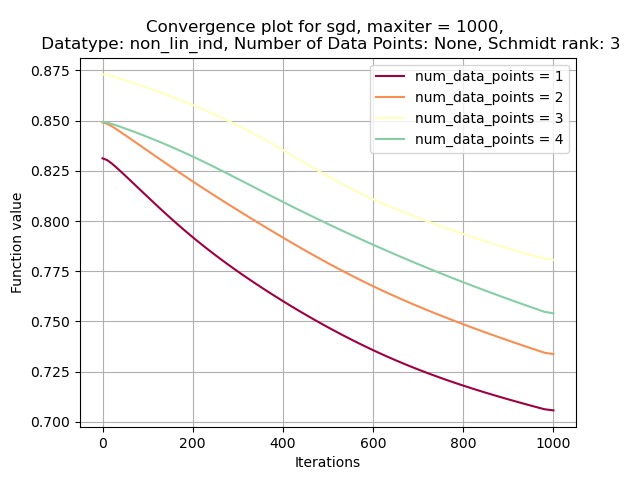 Convergence plot for sgd, maxiter = 1000,
Datatype: non_lin_ind, Number of Data Points: None, Schmidt rank: 3
num_data_points = 1
num_data_points = 2
num_data_points = 3
num_data_points = 4
Function value
0.875
0.850
0.825
0.800
0.775
0.750
0.725
0.700
0
200
400
600
800
1000
Iterations